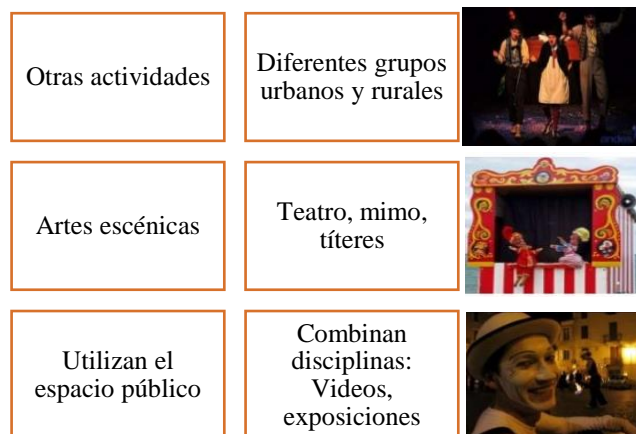 Otras actividades
Diferentes grupos
urbanos y rurales
Artes escénicas
Teatro, mimo,
títeres
Utilizan el
espacio público
Combinan
disciplinas:
Videos,
exposiciones